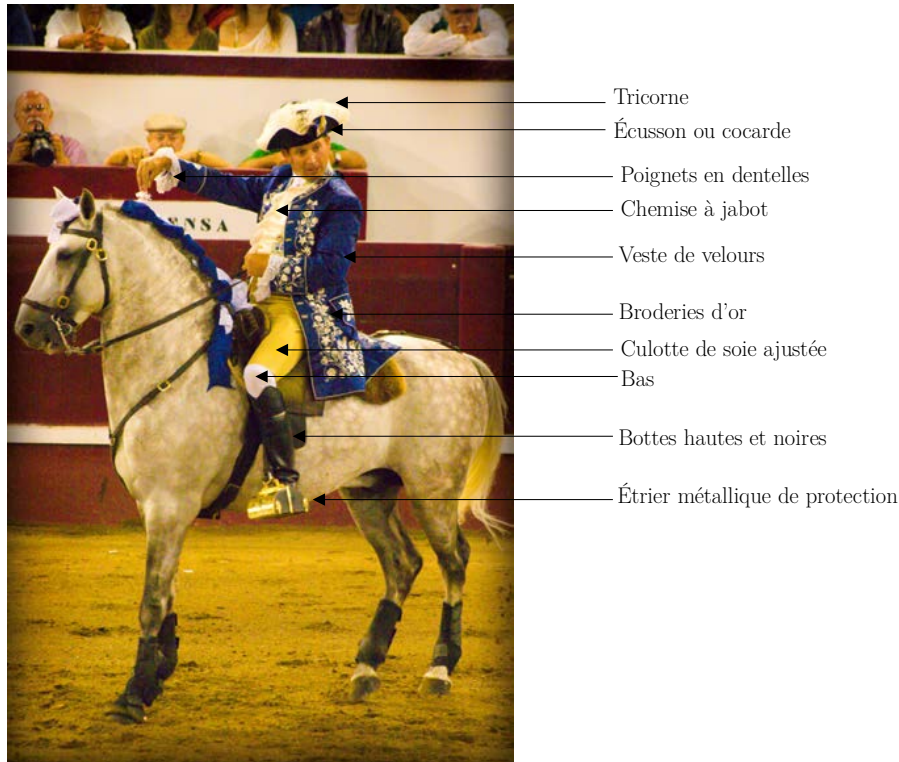 Tricorne
Écusson ou cocarde
Poignets en dentelles
Chemise à jabot
ENSA
Veste de velours
Broderies d'or
Culotte de soie ajustée
Bas
Bottes hautes et noires
Étrier métallique de protection